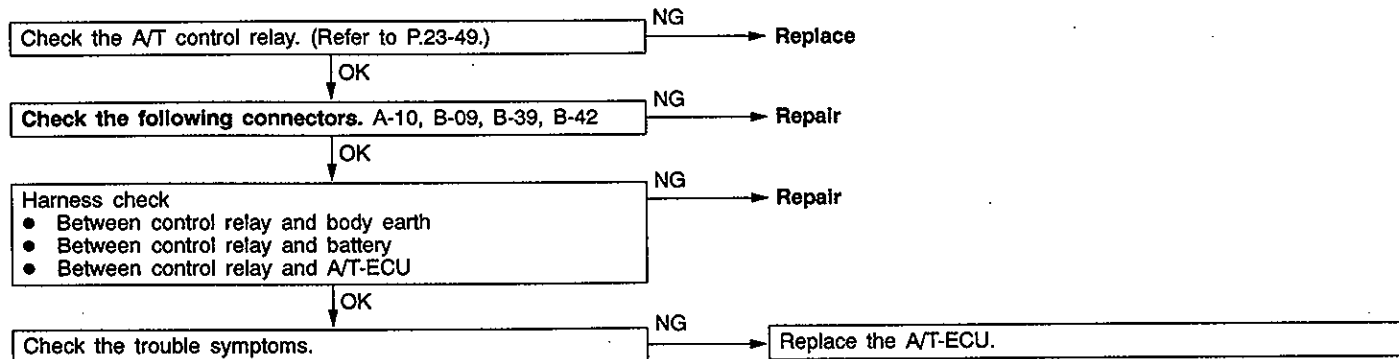 Check the A/T control relay. (Refer to P.23-49.)
NG
Replace
OK
Check the following connectors. A-10, B-09, B-39, B-42
NG
Repair
OK
Harness check
● Between control relay and body earth
● Between control relay and battery
● Between control relay and A/T-ECU
NG
Repair
OK
Check the trouble symptoms.
NG
Replace the A/T-ECU.